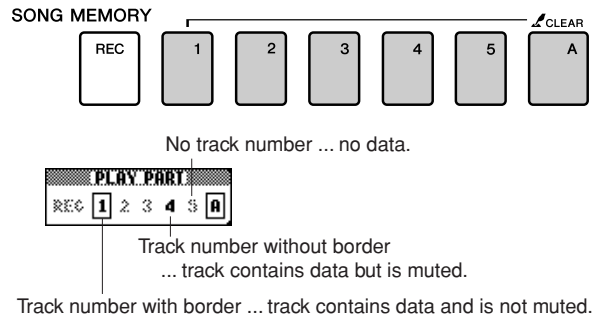 SONG MEMORY
CLEAR
REC 1 2 3 4 5 A
No track number ... no data.
PLAY PART
REC 1 2 3 4 5 A
Track number without border
... track contains data but is muted.
Track number with border ... track contains data and is not muted.